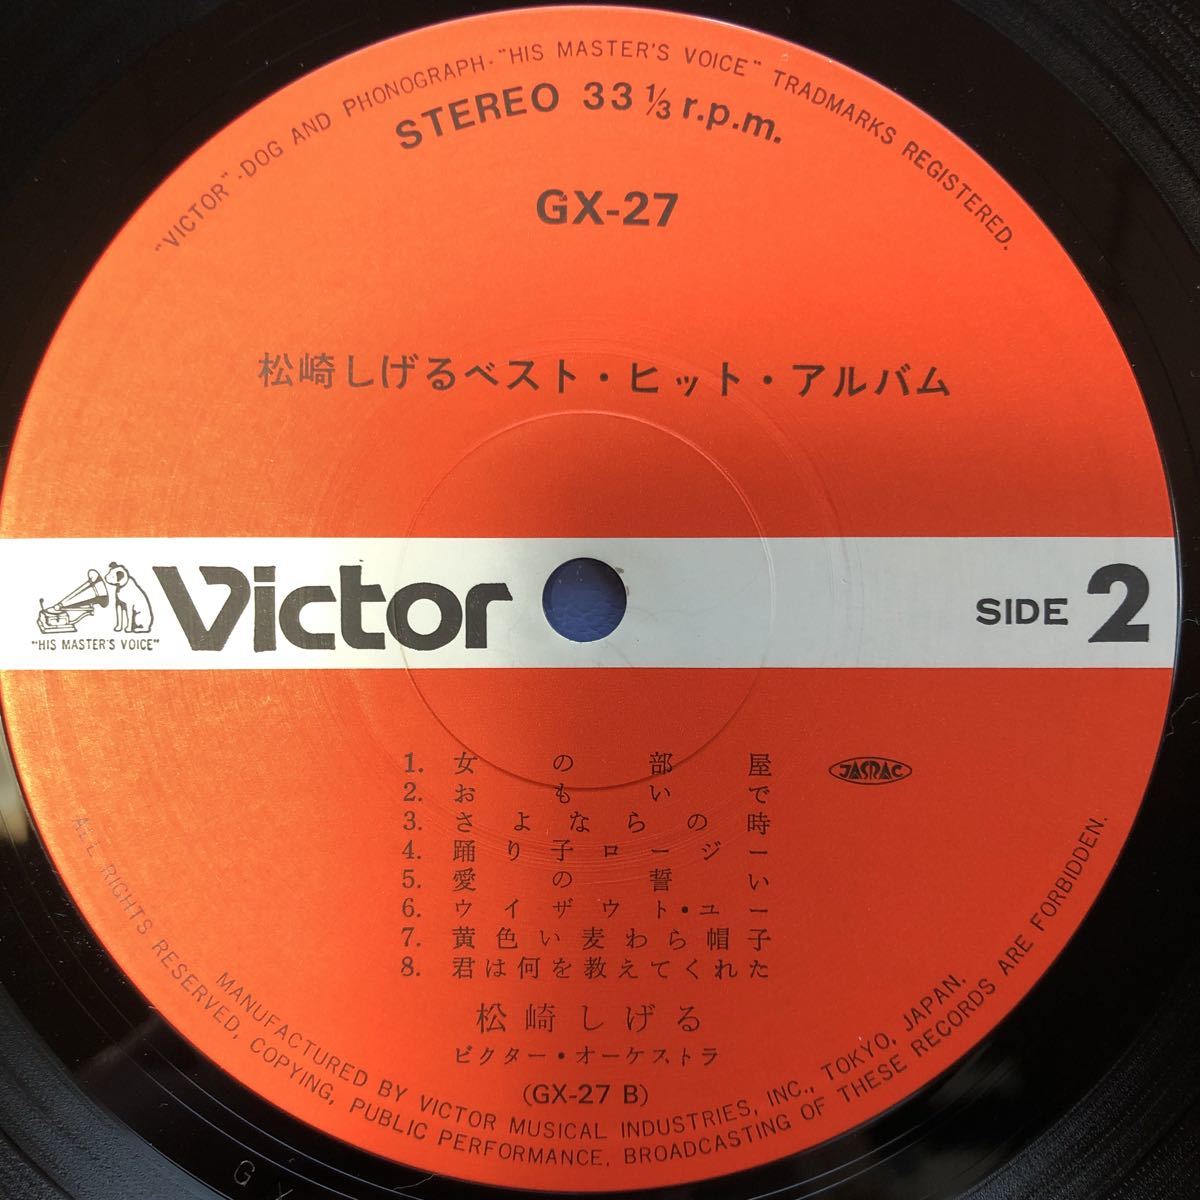 "VICTOR"-DOG AND PHONOGRAPH-"HIS MASTER'S VOICE" TRADMARKS REGISTERED.
STEREO 33 1/3 r.p.m.
GX-27
松崎しげるベスト・ヒット・アルバム
"HIS MASTER'S VOICE"
Victor
SIDE 2
1. 女の部屋
JASRAC
2. おもいで
3. さよならの時
4. 踊り子ロージー
5. 愛の誓い
6. ウイザウト・ユー
7. 黄色い麦わら帽子
8. 君は何を教えてくれた
松崎しげる
ビクター・オーケストラ
(GX-27 B)
MANUFACTURED BY VICTOR MUSICAL INDUSTRIES, INC., TOKYO, JAPAN.
ALL RIGHTS RESERVED, COPYING, PUBLIC PERFORMANCE, BROADCASTING OF THESE RECORDS ARE FORBIDDEN.